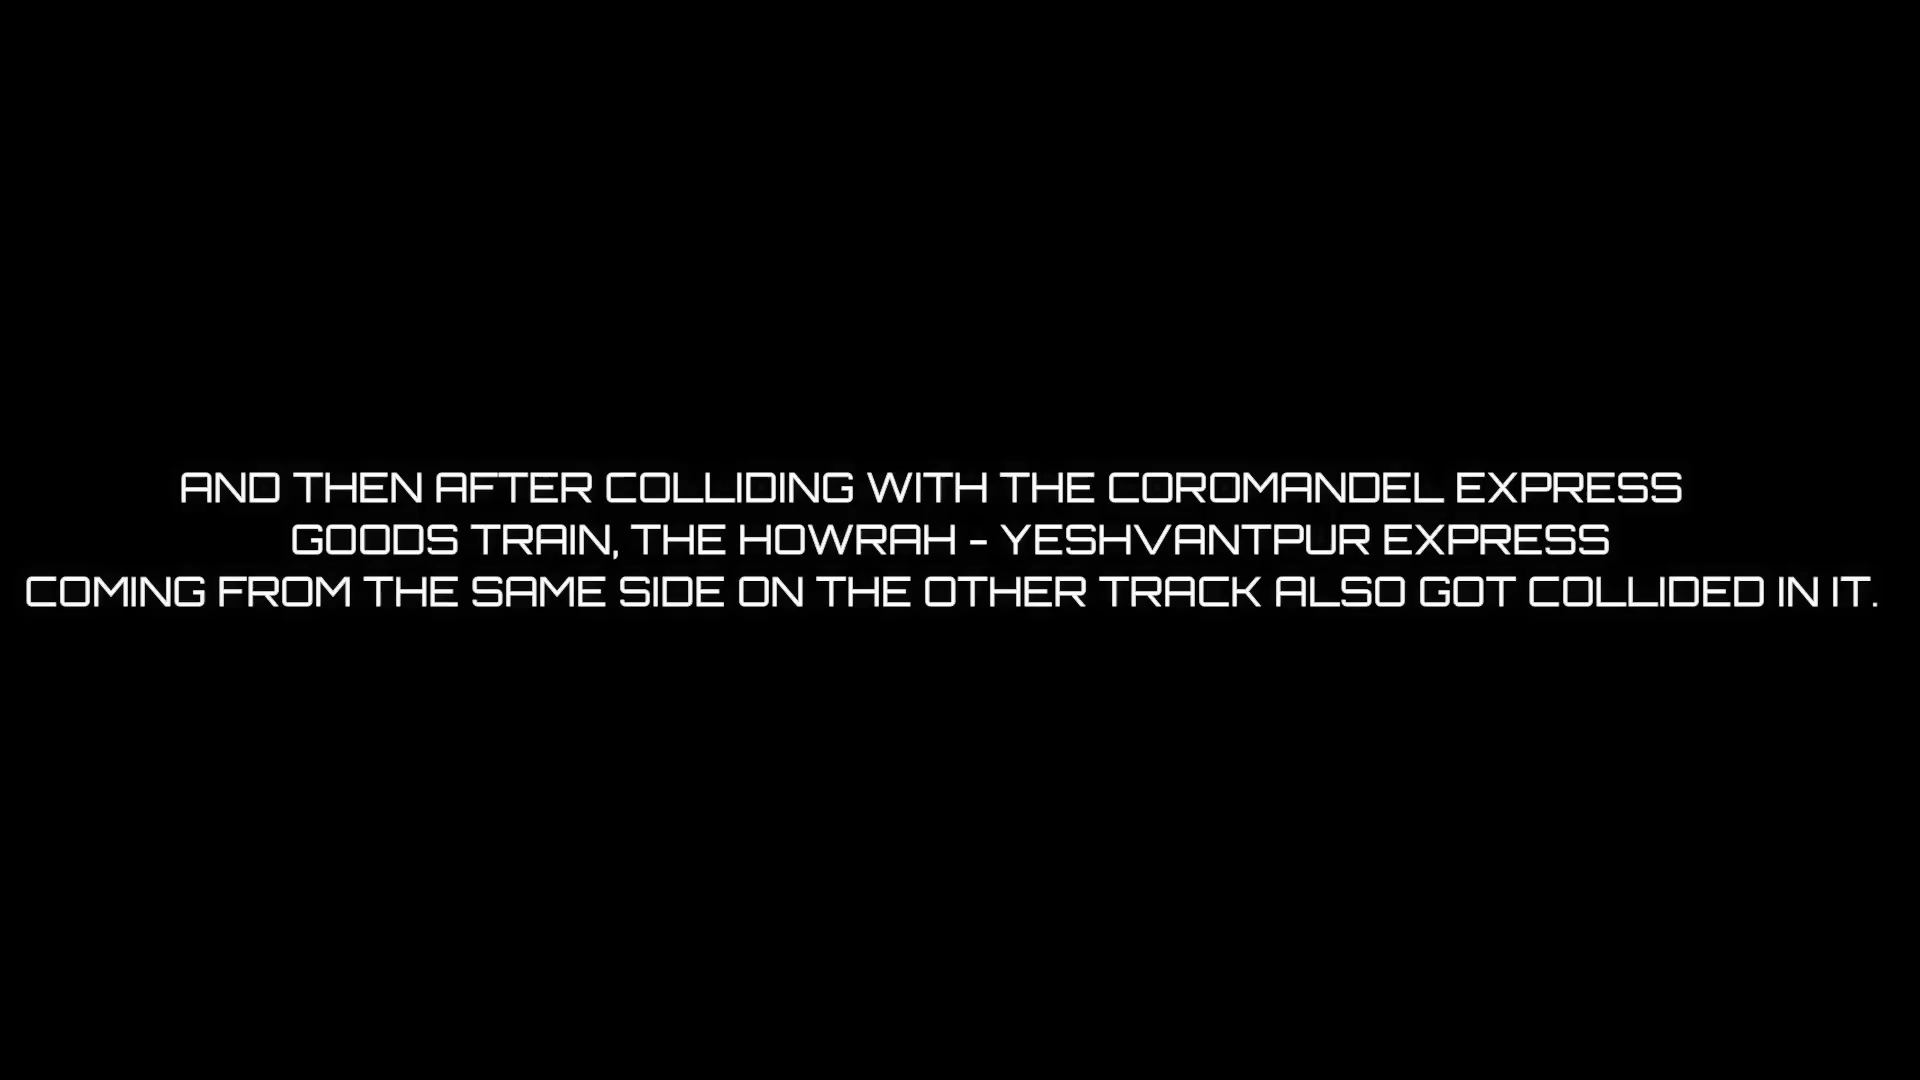 AND THEN AFTER COLLIDING WITH THE COROMANDEL EXPRESS
GOODS TRAIN, THE HOWRAH - YESHVANTPUR EXPRESS
COMING FROM THE SAME SIDE ON THE OTHER TRACK ALSO GOT COLLIDED IN IT.